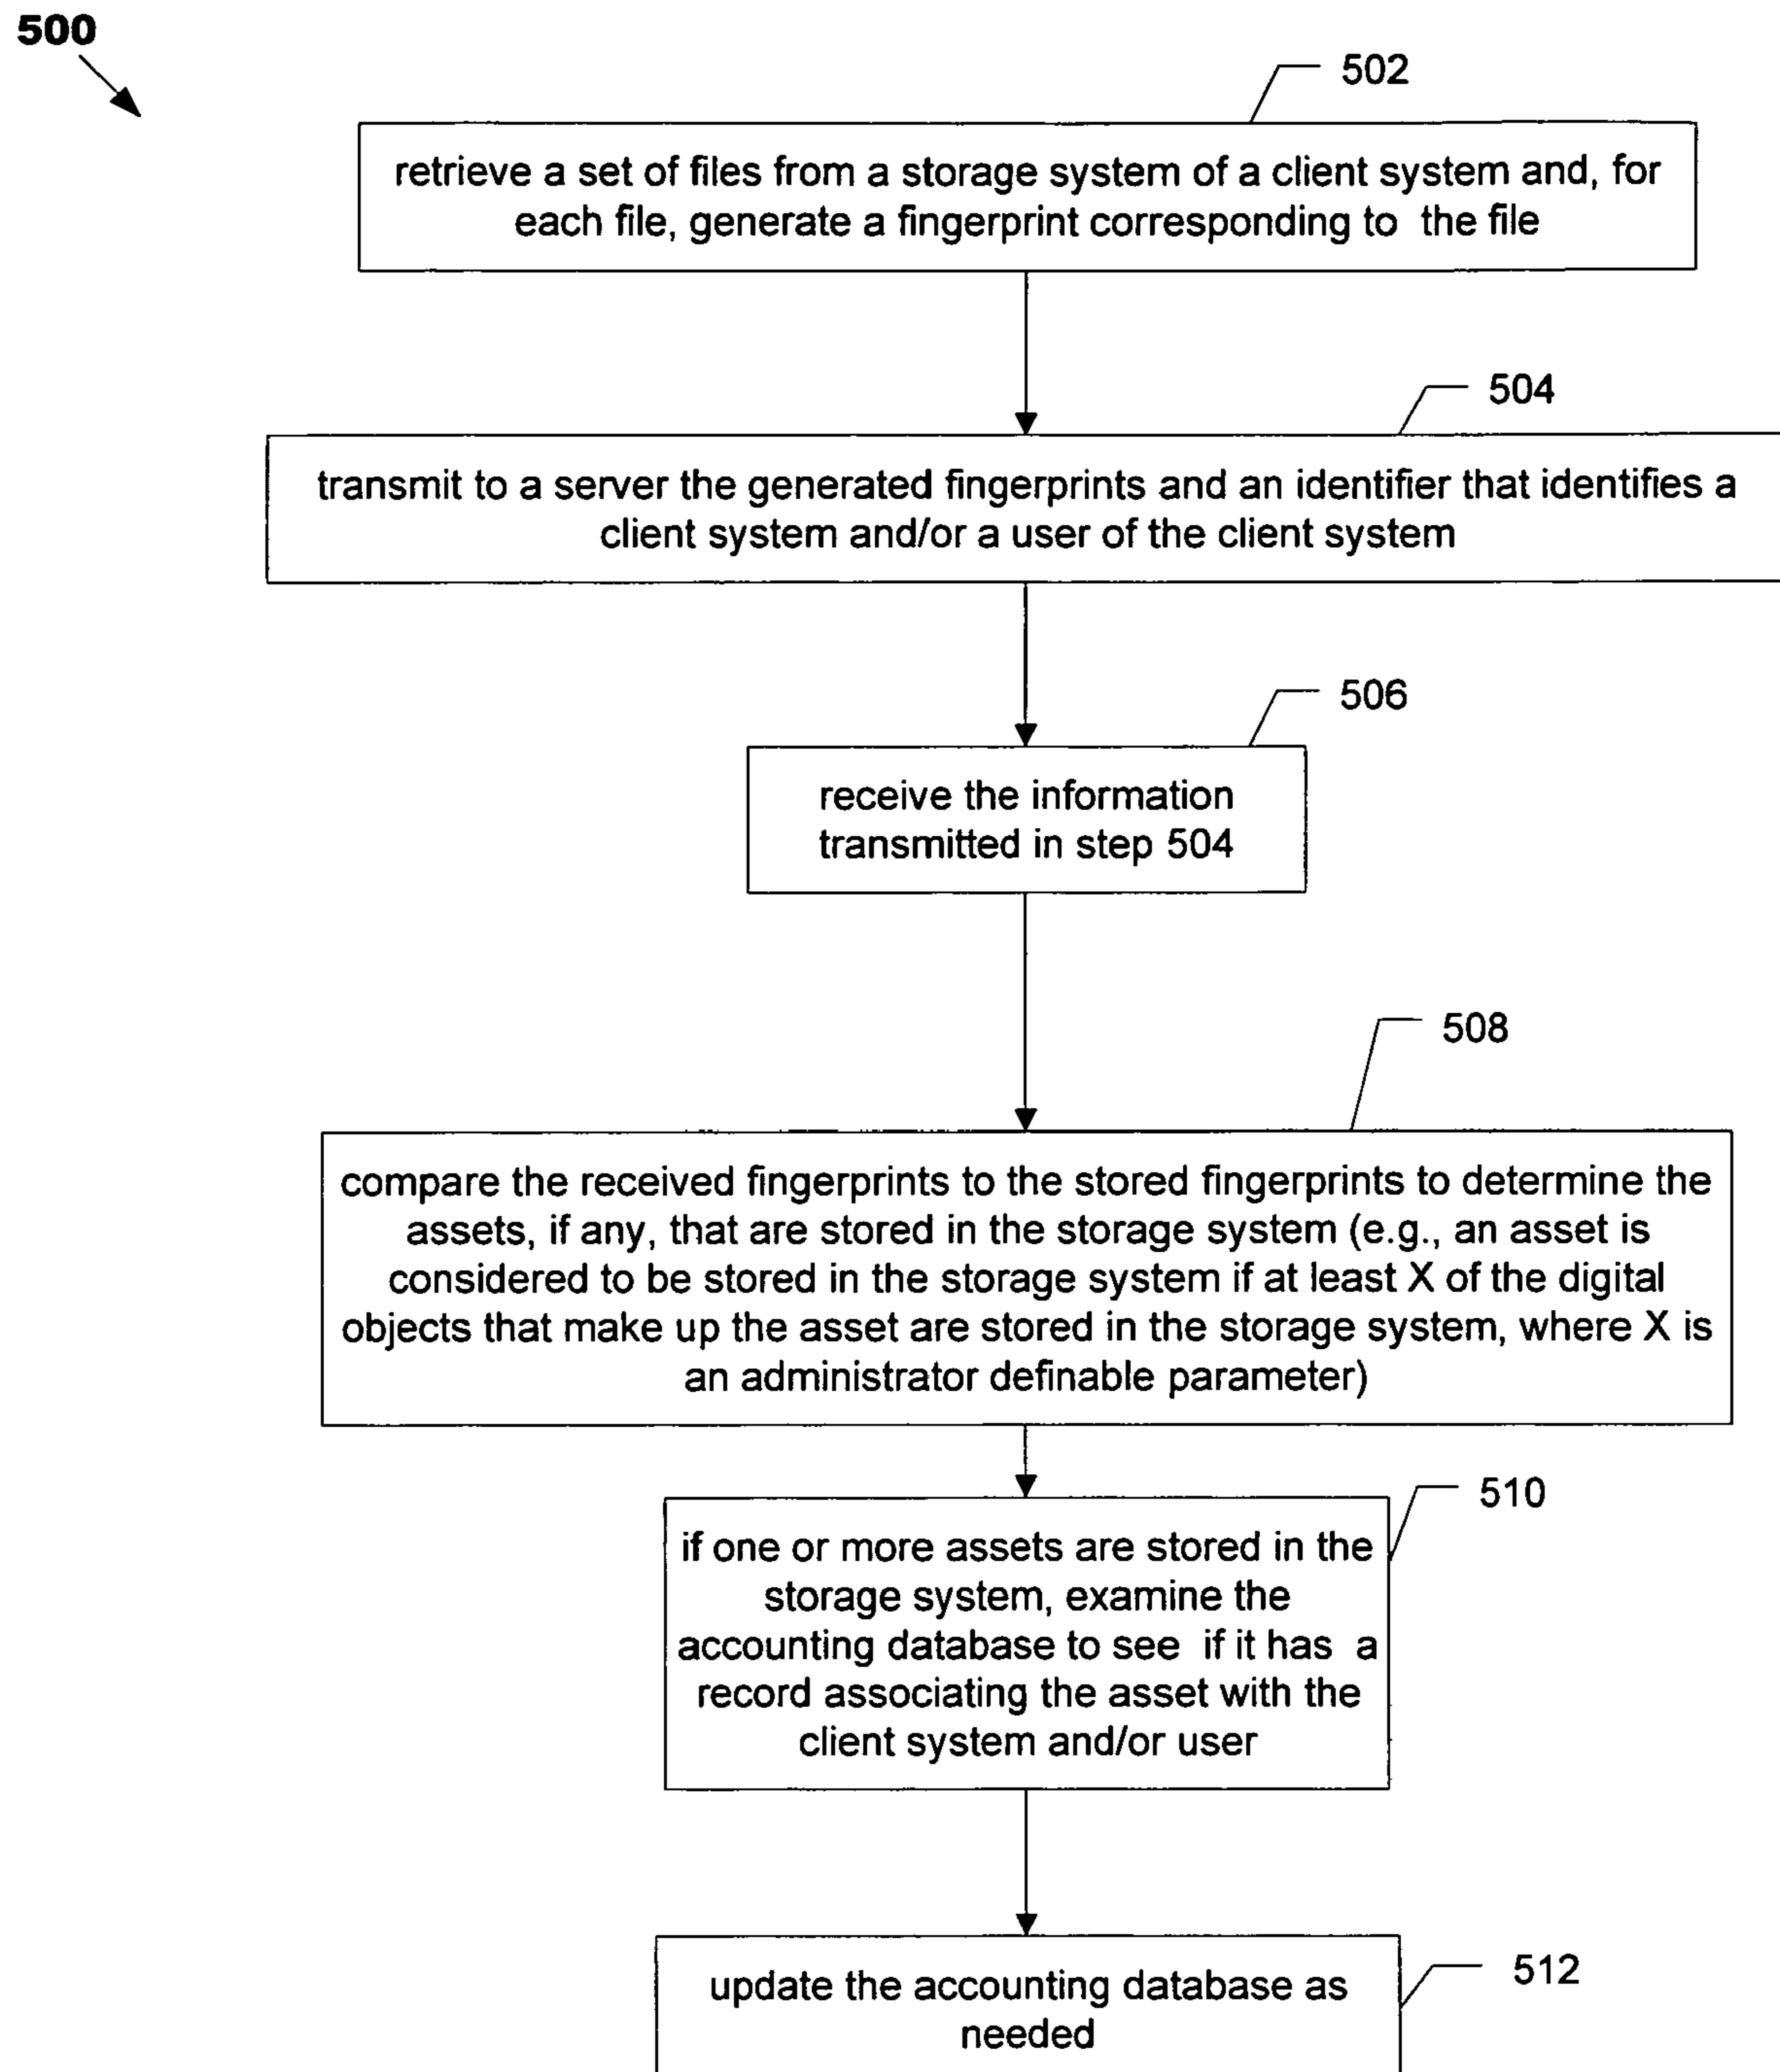 500
502
retrieve a set of files from a storage system of a client system and, for
each file, generate a fingerprint corresponding to the file
504
transmit to a server the generated fingerprints and an identifier that identifies a
client system and/or a user of the client system
506
receive the information
transmitted in step 504
508
compare the received fingerprints to the stored fingerprints to determine the
assets, if any, that are stored in the storage system (e.g., an asset is
considered to be stored in the storage system if at least X of the digital
objects that make up the asset are stored in the storage system, where X is
an administrator definable parameter)
510
if one or more assets are stored in the
storage system, examine the
accounting database to see if it has a
record associating the asset with the
client system and/or user
512
update the accounting database as
needed